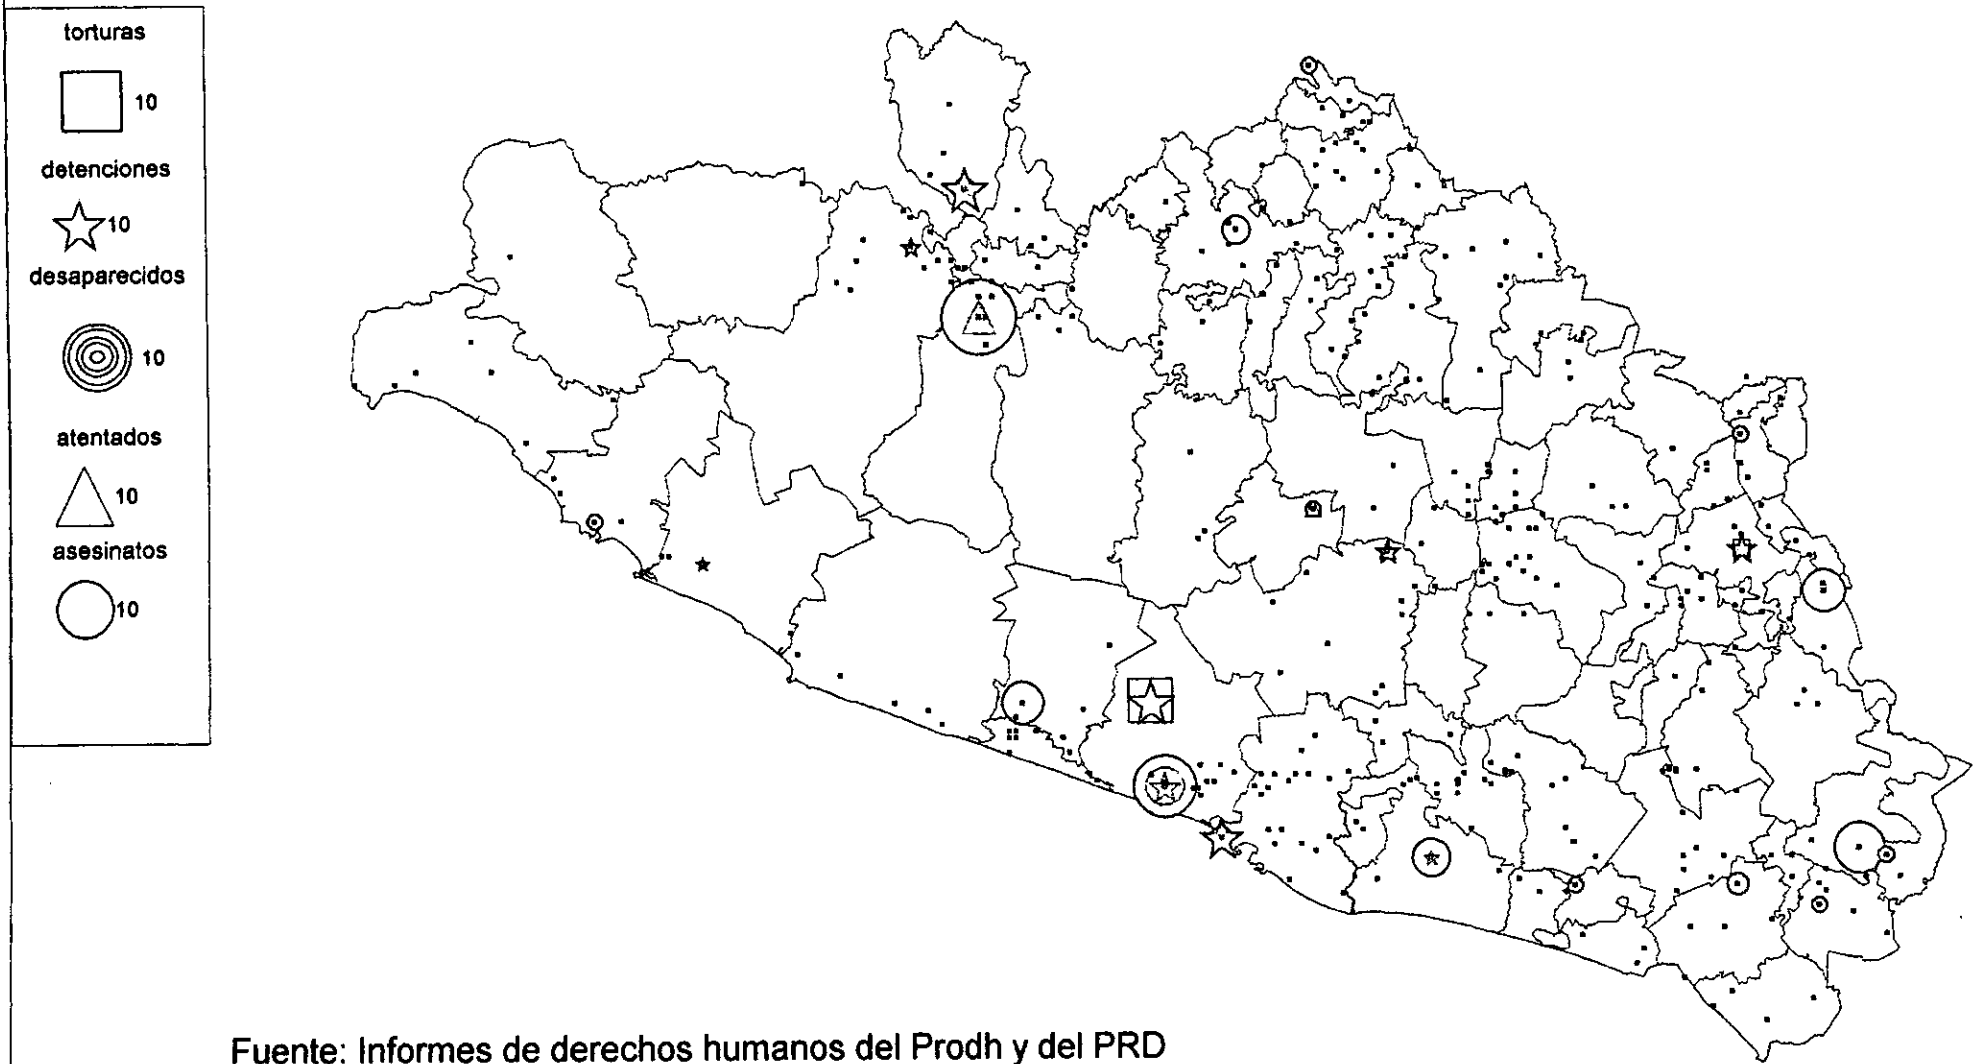 torturas
10
detenciones
10
desaparecidos
10
atentados
10
asesinatos
10
Fuente: Informes de derechos humanos del Prodh y del PRD